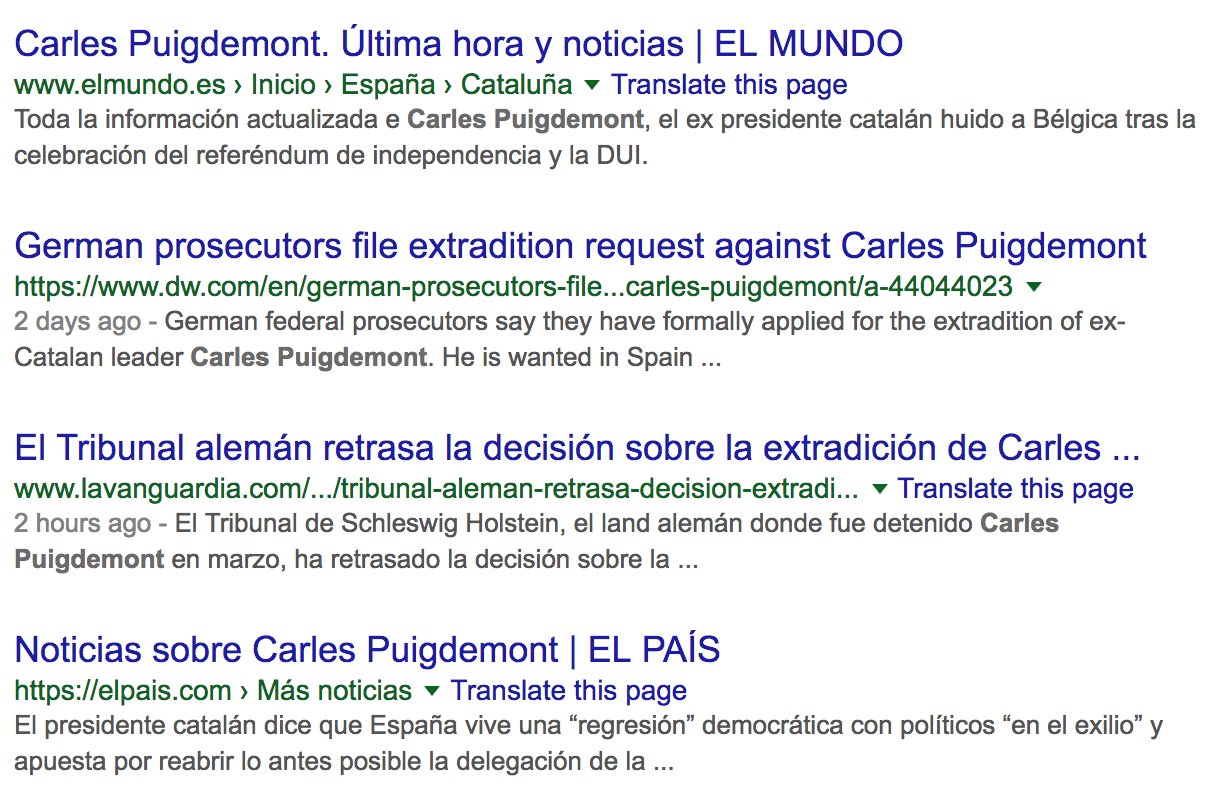 Carles Puigdemont. Última hora y noticias | EL MUNDO
www.elmundo.es › Inicio › España › Cataluña ▼ Translate this page
Toda la información actualizada e Carles Puigdemont, el ex presidente catalán huido a Bélgica tras la
celebración del referéndum de independencia y la DUI.
German prosecutors file extradition request against Carles Puigdemont
https://www.dw.com/en/german-prosecutors-file...carles-puigdemont/a-44044023 ▼
2 days ago - German federal prosecutors say they have formally applied for the extradition of ex-
Catalan leader Carles Puigdemont. He is wanted in Spain ...
El Tribunal alemán retrasa la decisión sobre la extradición de Carles ...
www.lavanguardia.com/.../tribunal-aleman-retrasa-decision-extradi... ▼ Translate this page
2 hours ago - El Tribunal de Schleswig Holstein, el land alemán donde fue detenido Carles
Puigdemont en marzo, ha retrasado la decisión sobre la ...
Noticias sobre Carles Puigdemont | EL PAÍS
https://elpais.com › Más noticias ▼ Translate this page
El presidente catalán dice que España vive una “regresión” democrática con políticos “en el exilio” y
apuesta por reabrir lo antes posible la delegación de la ...